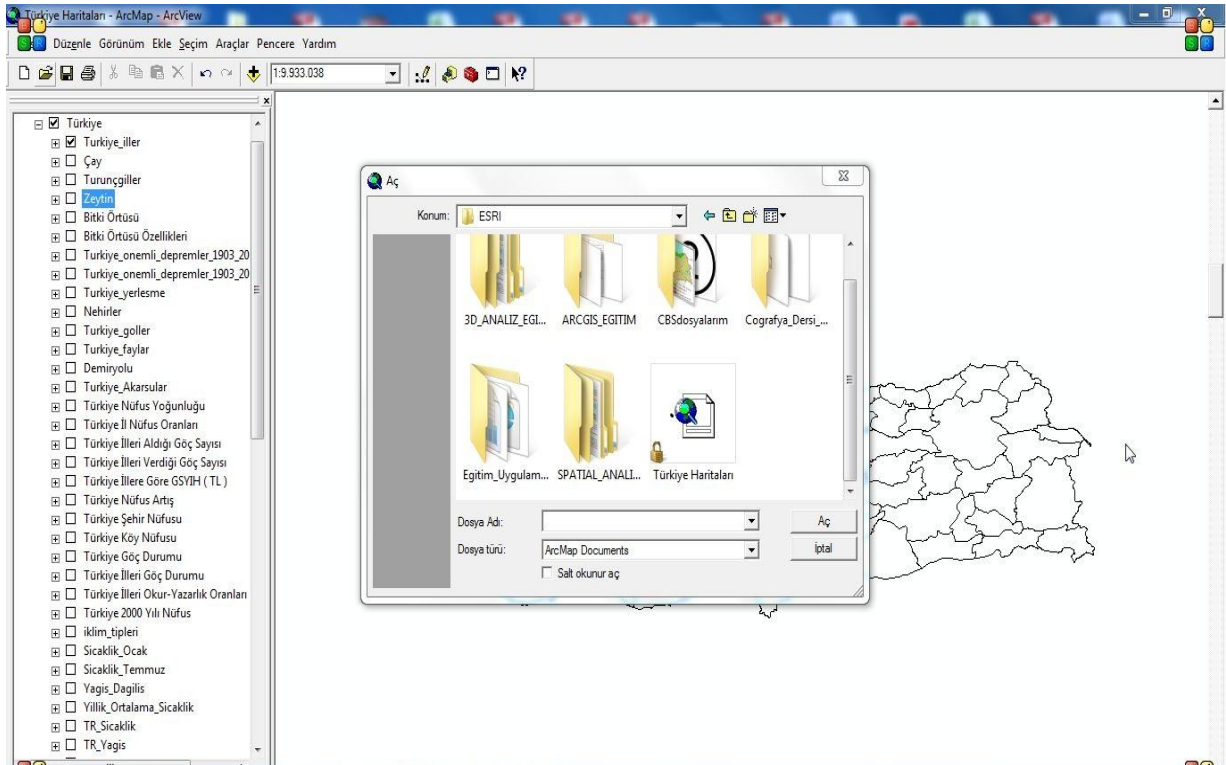 Türkiye Haritaları - ArcMap - ArcView
Düzenle Görünüm Ekle Seçim Araçlar Pencere Yardım
1:9.933.038
Türkiye
Turkiye_iller
Çay
Turunçgiller
Zeytin
Bitki Örtüsü
Bitki Örtüsü Özellikleri
Turkiye_onemli_depremler_1903_20
Turkiye_onemli_depremler_1903_20
Turkiye_yerlesme
Nehirler
Turkiye_goller
Turkiye_faylar
Demiryolu
Turkiye_Akarsular
Türkiye Nüfus Yoğunluğu
Türkiye İl Nüfus Oranları
Türkiye İlleri Aldığı Göç Sayısı
Türkiye İlleri Verdiği Göç Sayısı
Türkiye İllere Göre GSYIH ( TL )
Türkiye Nüfus Artış
Türkiye Şehir Nüfusu
Türkiye Köy Nüfusu
Türkiye Göç Durumu
Türkiye İlleri Göç Durumu
Türkiye İlleri Okur-Yazarlık Oranları
Türkiye 2000 Yılı Nüfus
iklim_tipleri
Sicaklik_Ocak
Sicaklik_Temmuz
Yagis_Dagilis
Yillik_Ortalama_Sicaklik
TR_Sicaklik
TR_Yagis
Aç
Konum: ESRI
3D_ANALIZ_EGI... ARCGIS_EGITIM CBSdosyalarım Cografya_Dersi_...
Egitim_Uygulam... SPATIAL_ANALI... Türkiye Haritaları
Dosya Adı: Aç
Dosya türü: ArcMap Documents İptal
Salt okunur aç